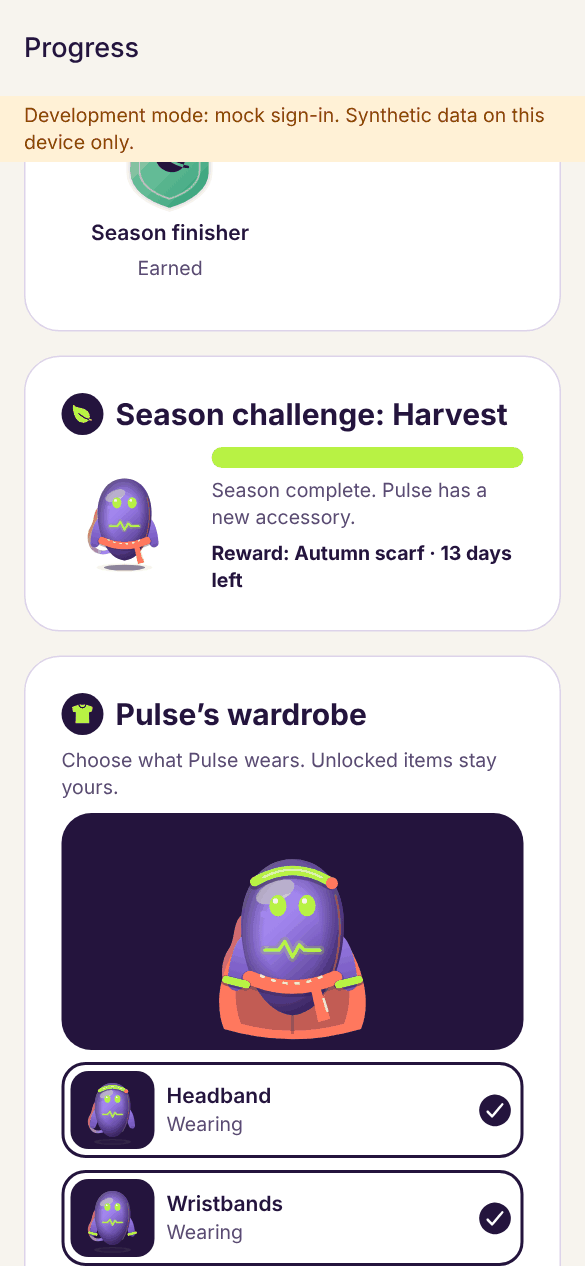 Progress
Development mode: mock sign-in. Synthetic data on this
device only.
Season finisher
Earned
Season challenge: Harvest
Season complete. Pulse has a
new accessory.
Reward: Autumn scarf · 13 days
left
Pulse’s wardrobe
Choose what Pulse wears. Unlocked items stay
yours.
Headband
Wearing
Wristbands
Wearing